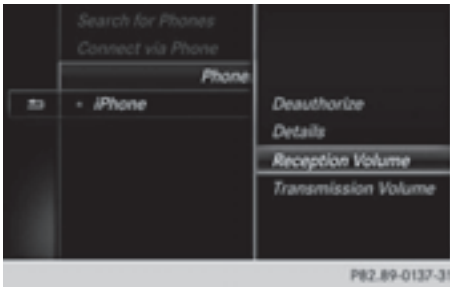 Search for Phones
Connect via Phone
Phone
iPhone
Deauthorize
Details
Reception Volume
Transmission Volume
P82.89-0137-31